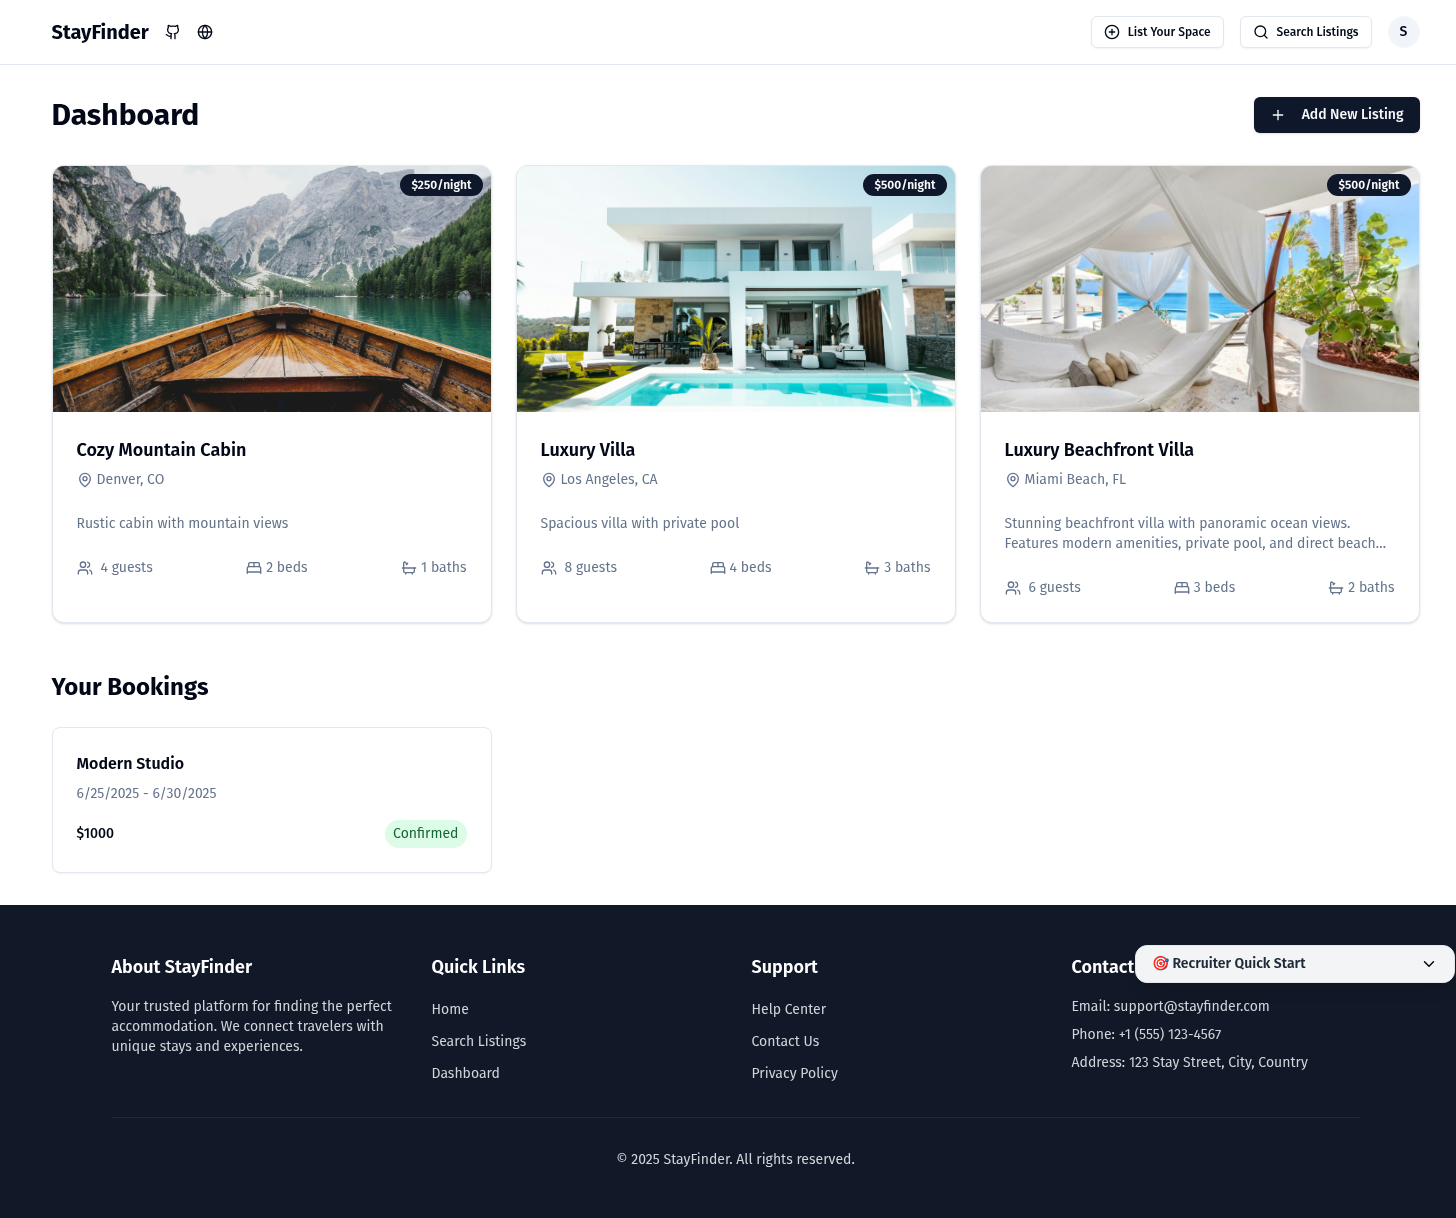 StayFinder
List Your Space
Search Listings
S
Dashboard
Add New Listing
$250/night
$500/night
$500/night
Cozy Mountain Cabin
Denver, CO
Rustic cabin with mountain views
4 guests
2 beds
1 baths
Luxury Villa
Los Angeles, CA
Spacious villa with private pool
8 guests
4 beds
3 baths
Luxury Beachfront Villa
Miami Beach, FL
Stunning beachfront villa with panoramic ocean views.
Features modern amenities, private pool, and direct beach...
6 guests
3 beds
2 baths
Your Bookings
Modern Studio
6/25/2025 - 6/30/2025
$1000
Confirmed
About StayFinder
Your trusted platform for finding the perfect
accommodation. We connect travelers with
unique stays and experiences.
Quick Links
Home
Search Listings
Dashboard
Support
Help Center
Contact Us
Privacy Policy
Contact
🎯 Recruiter Quick Start
Email: support@stayfinder.com
Phone: +1 (555) 123-4567
Address: 123 Stay Street, City, Country
© 2025 StayFinder. All rights reserved.